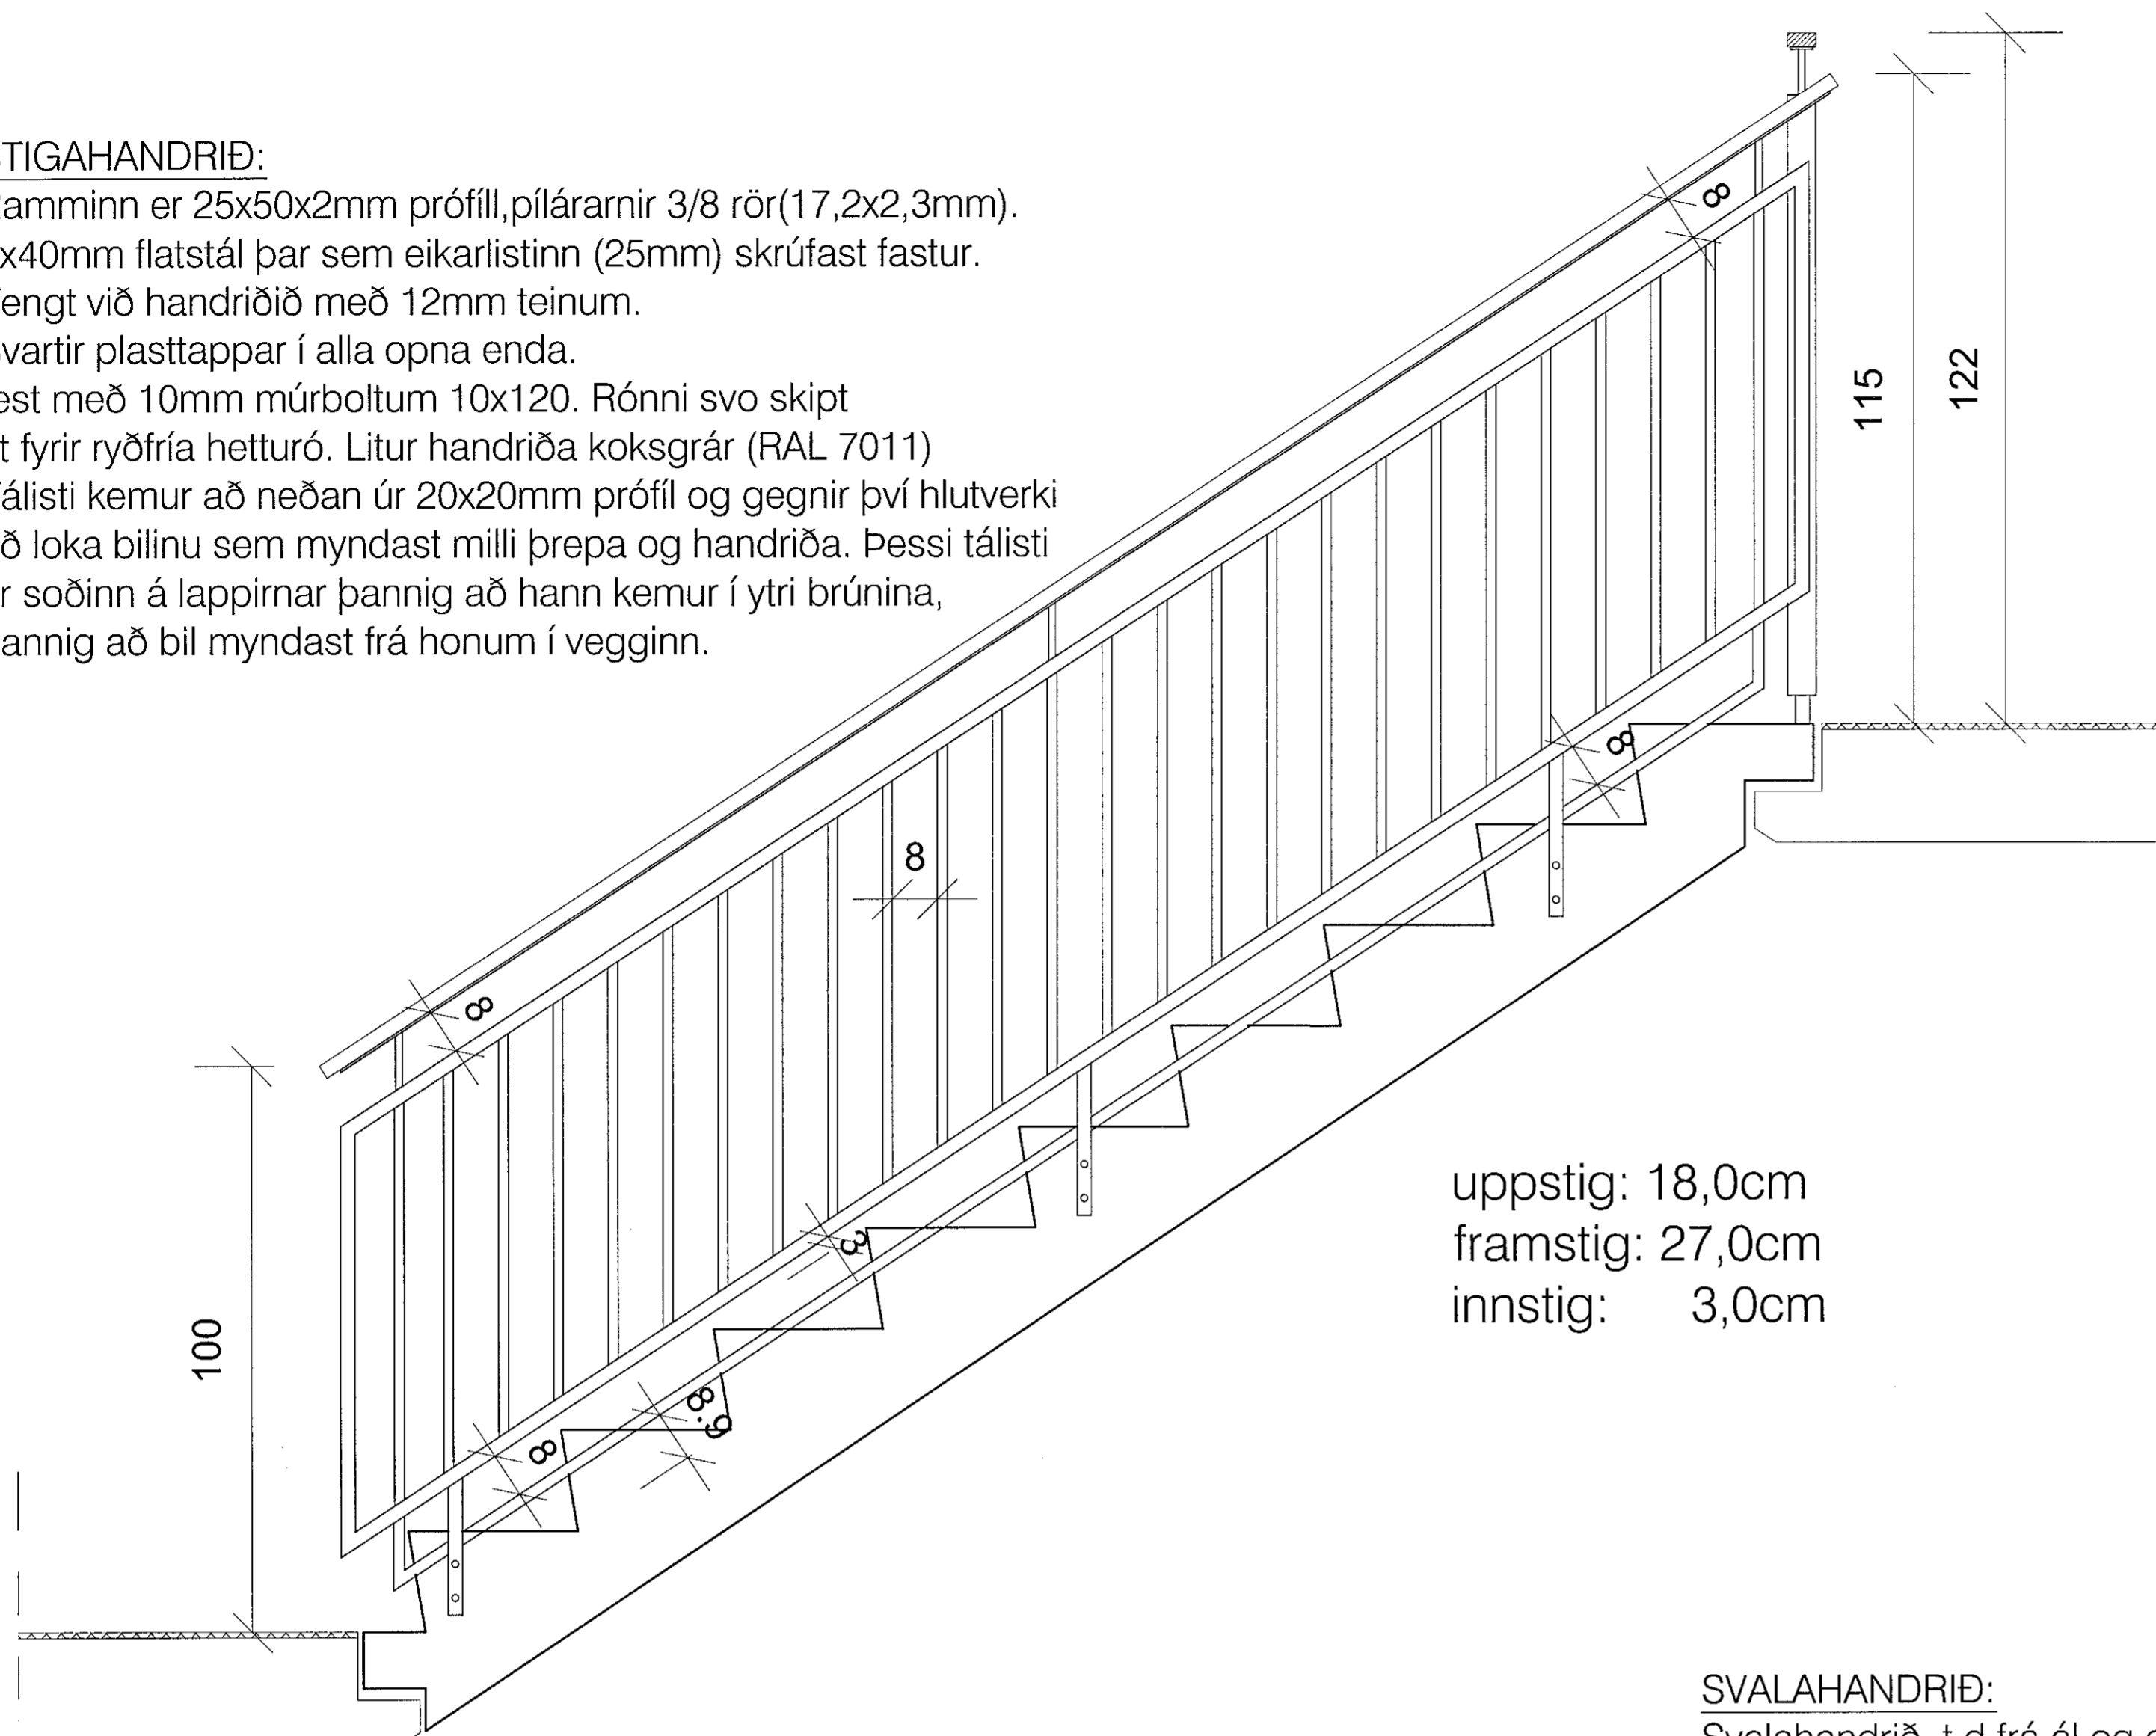 TIGAHANDRIÐ:
amminn er 25x50x2mm prófíll,pílárarnir 3/8 rör(17,2x2,3mm).
x40mm flatstál þar sem eikarlistinn (25mm) skrúfast fastur.
engt við handriðið með 12mm teinum.
vartir plasttappar í alla opna enda.
est með 10mm múrboltum 10x120. Rónni svo skipt
t fyrir ryðfría hetturó. Litur handriða koksgrár (RAL 7011)
álisti kemur að neðan úr 20x20mm prófíl og gegnir því hlutverki
ð loka bilinu sem myndast milli þrepa og handriða. Þessi tálisti
r soðinn á lappirnar þannig að hann kemur í ytri brúnina,
annig að bil myndast frá honum í vegginn.
8
115
122
8
8
8
100
3
8.9
8
uppstig: 18,0cm
framstig: 27,0cm
innstig: 3,0cm
SVALAHANDRIÐ: